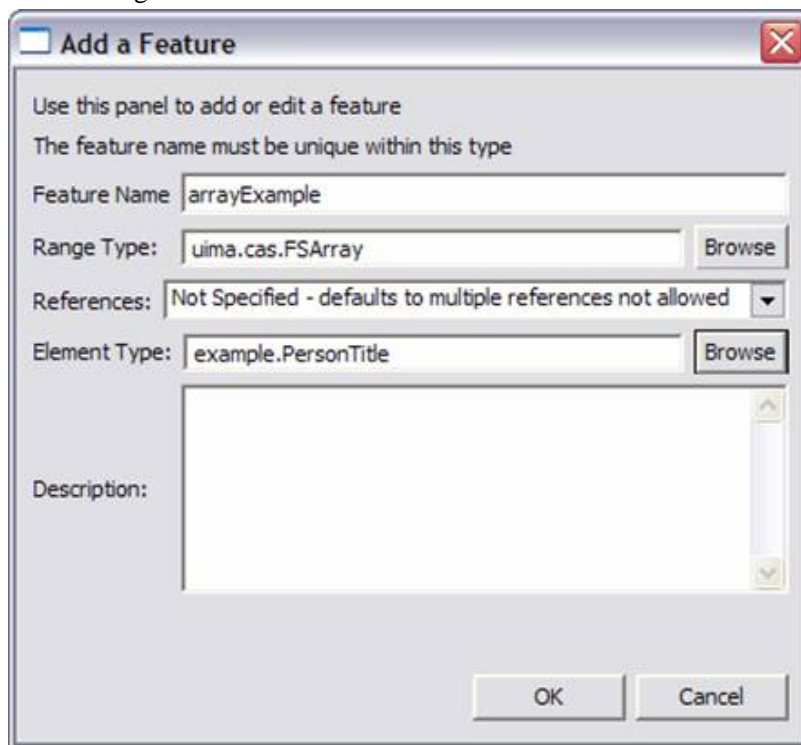 Add a Feature
Use this panel to add or edit a feature
The feature name must be unique within this type
Feature Name arrayExample
Range Type: uima.cas.FSArray Browse
References: Not Specified - defaults to multiple references not allowed
Element Type: example.PersonTitle Browse
Description:
OK Cancel